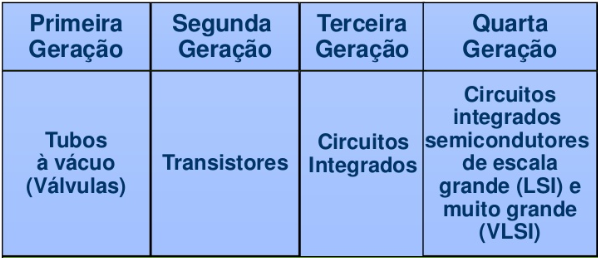 Primeira
Geração
Segunda
Geração
Terceira
Geração
Quarta
Geração
Tubos
à vácuo
(Válvulas)
Transistores
Circuitos
Integrados
Circuitos
integrados
semicondutores
de escala
grande (LSI) e
muito grande
(VLSI)